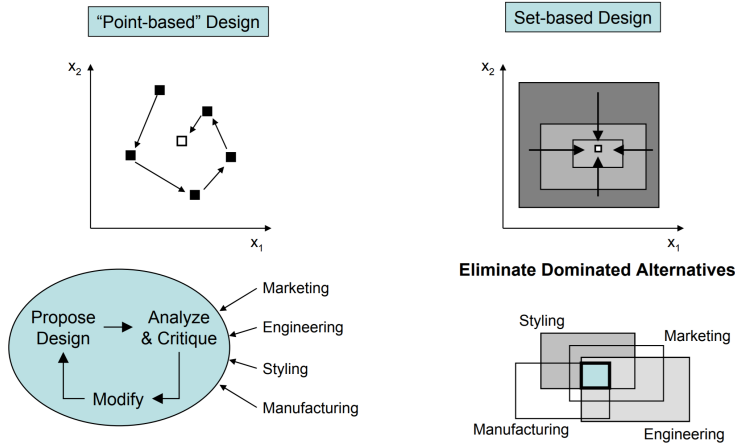 “Point-based” Design
Set-based Design
x2
x1
x2
x1
Eliminate Dominated Alternatives
Propose
Design
Analyze
& Critique
Modify
Marketing
Engineering
Styling
Manufacturing
Styling
Marketing
Manufacturing
Engineering